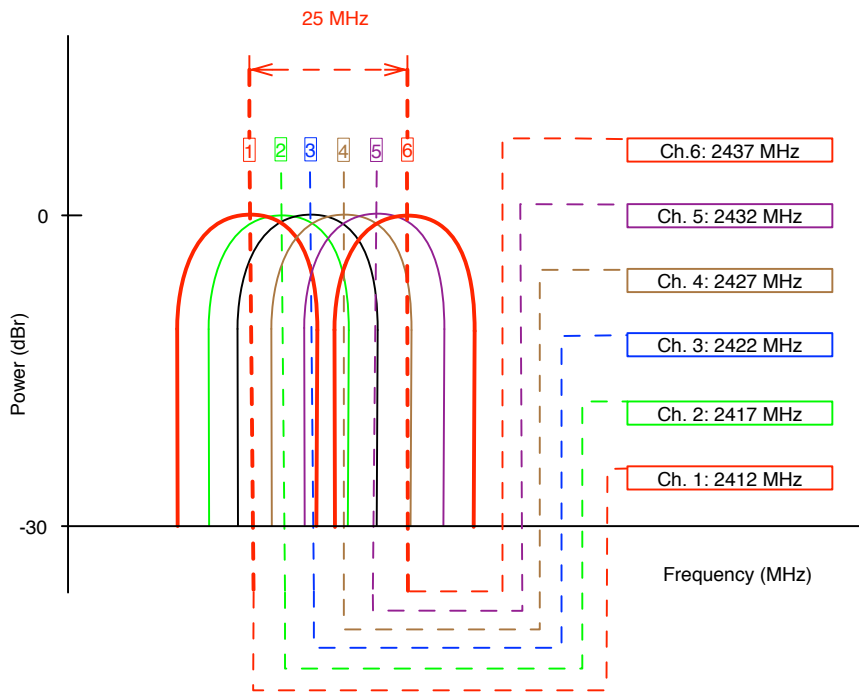 25 MHz
1 2 3 4 5 6
Ch.6: 2437 MHz
0
Ch. 5: 2432 MHz
Ch. 4: 2427 MHz
Power (dBr)
Ch. 3: 2422 MHz
Ch. 2: 2417 MHz
Ch. 1: 2412 MHz
-30
Frequency (MHz)